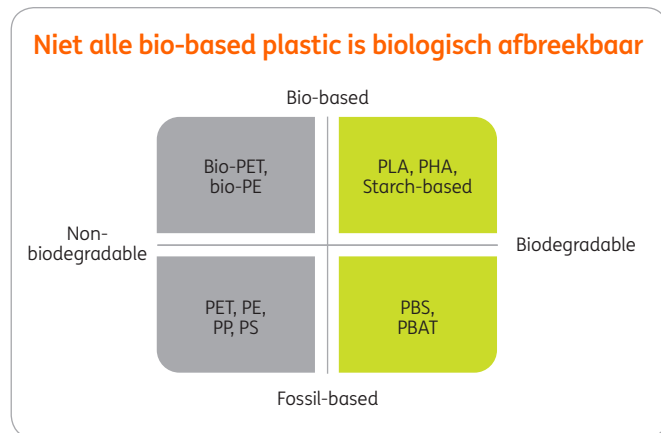 Niet alle bio-based plastic is biologisch afbreekbaar
Bio-based
Bio-PET,
bio-PE
PLA, PHA,
Starch-based
Non-
biodegradable
Biodegradable
PET, PE,
PP, PS
PBS,
PBAT
Fossil-based